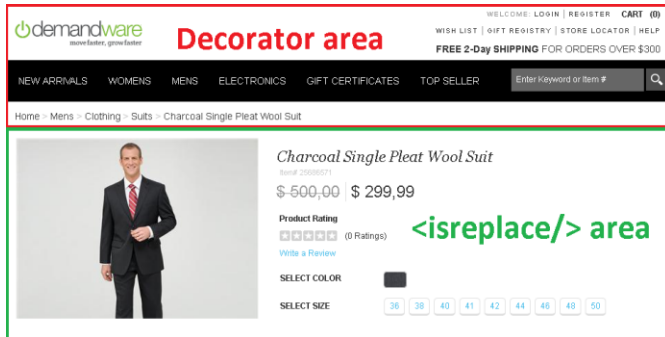 WELCOME: LOGIN | REGISTER CART (0)
demandware
move faster, grow faster
WISH LIST | GIFT REGISTRY | STORE LOCATOR | HELP
Decorator area
FREE 2-Day SHIPPING FOR ORDERS OVER $300
NEW ARRIVALS WOMENS MENS ELECTRONICS GIFT CERTIFICATES TOP SELLER Enter Keyword or Item #
Home > Mens > Clothing > Suits > Charcoal Single Pleat Wool Suit
Charcoal Single Pleat Wool Suit
Item# 25686571
$ 500,00 $ 299,99
Product Rating
(0 Ratings)
<isreplace/> area
Write a Review
SELECT COLOR
SELECT SIZE 36 38 40 41 42 44 46 48 50